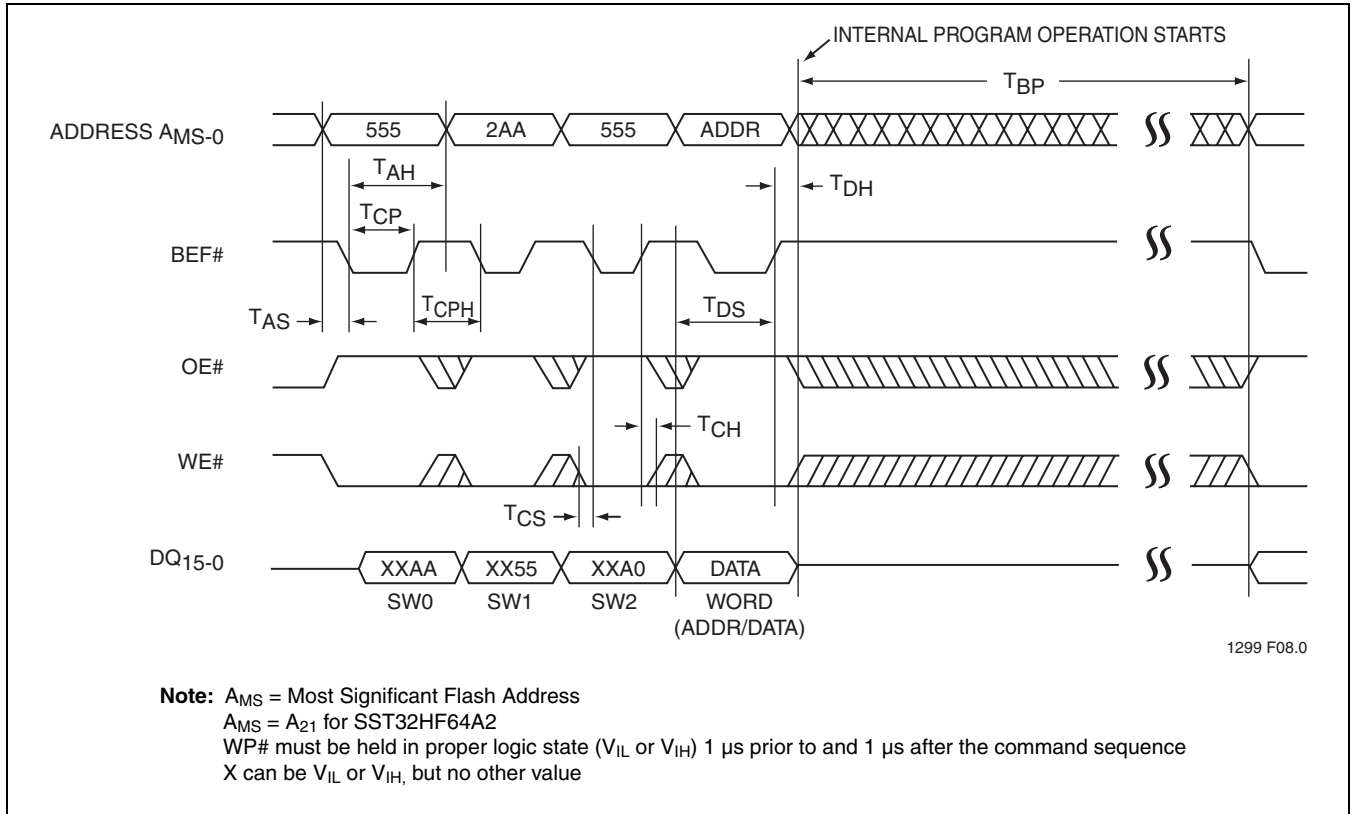 INTERNAL PROGRAM OPERATION STARTS
TBP
ADDRESS AMS-0
555
2AA
555
ADDR
TAH
TDH
TCP
BEF#
TAS
TCPH
TDS
OE#
TCH
WE#
TCS
DQ15-0
XXAA
XX55
XXA0
DATA
SW0
SW1
SW2
WORD
(ADDR/DATA)
1299 F08.0
Note: AMS = Most Significant Flash Address
AMS = A21 for SST32HF64A2
WP# must be held in proper logic state (VIL or VIH) 1 µs prior to and 1 µs after the command sequence
X can be VIL or VIH, but no other value